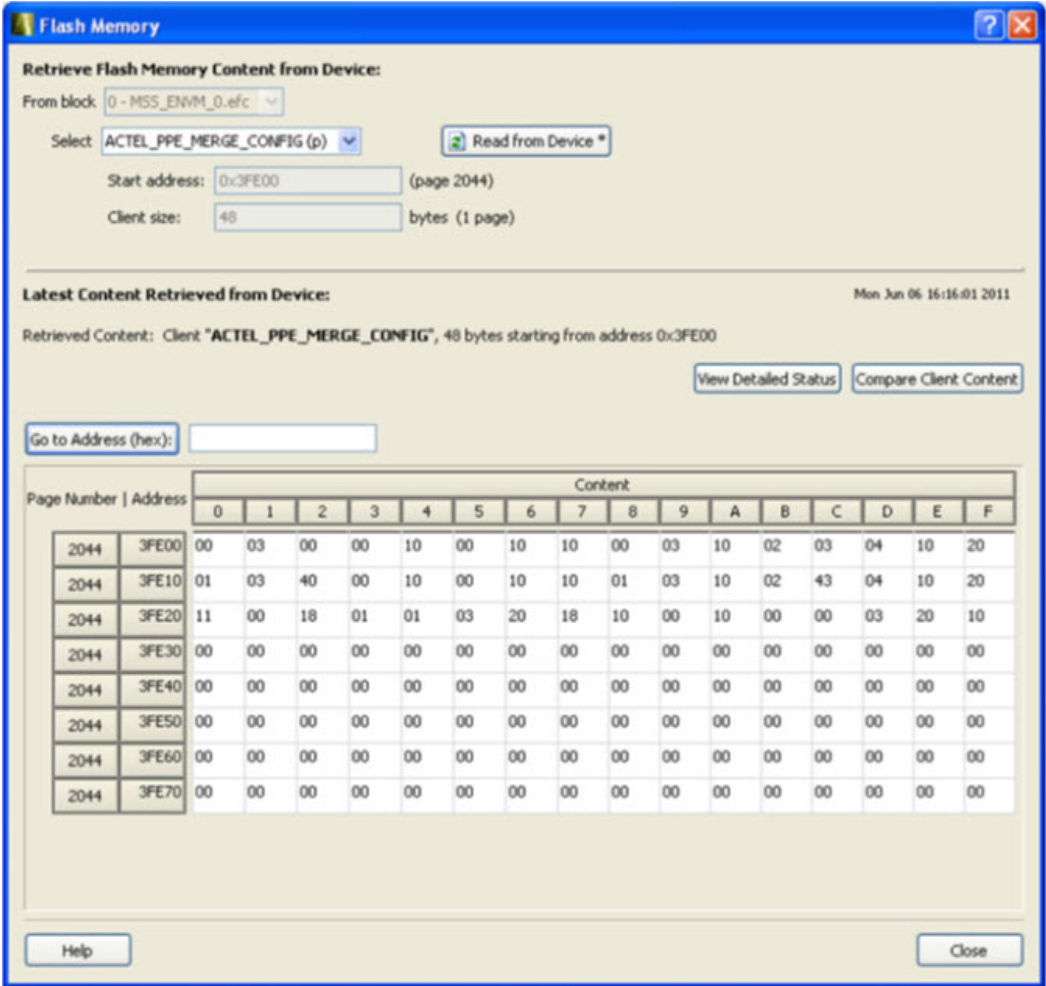 Flash Memory
Retrieve Flash Memory Content from Device:
From block 0 - MSS_ENVM_0.efc
Select ACTEL_PPE_MERGE_CONFIG (p) Read from Device *
Start address: 0x3FE00 (page 2044)
Client size: 48 bytes (1 page)
Latest Content Retrieved from Device: Mon Jun 06 16:16:01 2011
Retrieved Content: Client "ACTEL_PPE_MERGE_CONFIG", 48 bytes starting from address 0x3FE00
View Detailed Status Compare Client Content
Go to Address (hex):
Content
Page Number | Address
0 1 2 3 4 5 6 7 8 9 A B C D E F
2044 3FE00 00 03 00 00 10 00 10 10 00 03 10 02 03 04 10 20
2044 3FE10 01 03 40 00 10 00 10 10 01 03 10 02 43 04 10 20
2044 3FE20 11 00 18 01 01 03 20 18 10 00 10 00 00 03 20 10
2044 3FE30 00 00 00 00 00 00 00 00 00 00 00 00 00 00 00 00
2044 3FE40 00 00 00 00 00 00 00 00 00 00 00 00 00 00 00 00
2044 3FE50 00 00 00 00 00 00 00 00 00 00 00 00 00 00 00 00
2044 3FE60 00 00 00 00 00 00 00 00 00 00 00 00 00 00 00 00
2044 3FE70 00 00 00 00 00 00 00 00 00 00 00 00 00 00 00 00
Help Close